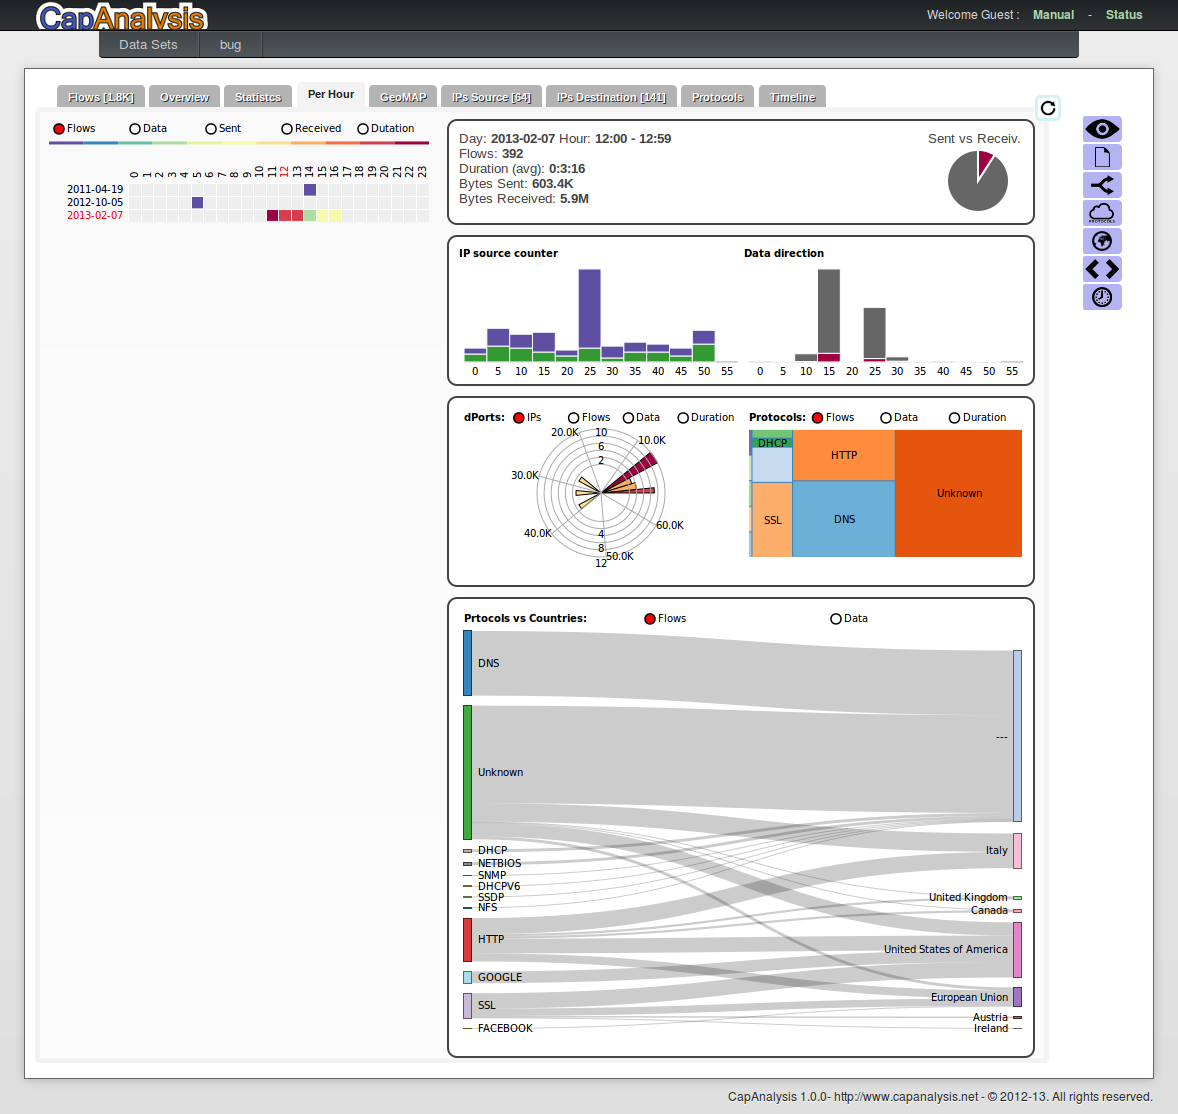 CapAnalysis
Welcome Guest : Manual - Status
Data Sets bug
Flows [1.8K] Overview Statistcs Per Hour GeoMAP IPs Source [64] IPs Destination [141] Protocols Timeline
Flows Data Sent Received Dutation
0 1 2 3 4 5 6 7 8 9 10 11 12 13 14 15 16 17 18 19 20 21 22 23
2011-04-19
2012-10-05
2013-02-07
Day: 2013-02-07 Hour: 12:00 - 12:59
Flows: 392
Duration (avg): 0:3:16
Bytes Sent: 603.4K
Bytes Received: 5.9M
Sent vs Receiv.
IP source counter
0 5 10 15 20 25 30 35 40 45 50 55
Data direction
0 5 10 15 20 25 30 35 40 45 50 55
dPorts: IPs Flows Data Duration
20.0K 10 10.0K
6
2
30.0K
60.0K
40.0K 4
8 50.0K
12
Protocols: Flows Data Duration
DHCP
HTTP
Unknown
SSL DNS
Prtocols vs Countries: Flows Data
DNS
---
Unknown
DHCP
NETBIOS
SNMP
DHCPV6
SSDP
NFS
HTTP
GOOGLE
SSL
FACEBOOK
Italy
United Kingdom
Canada
United States of America
European Union
Austria
Ireland
PROTOCOLS
CapAnalysis 1.0.0- http://www.capanalysis.net - © 2012-13. All rights reserved.